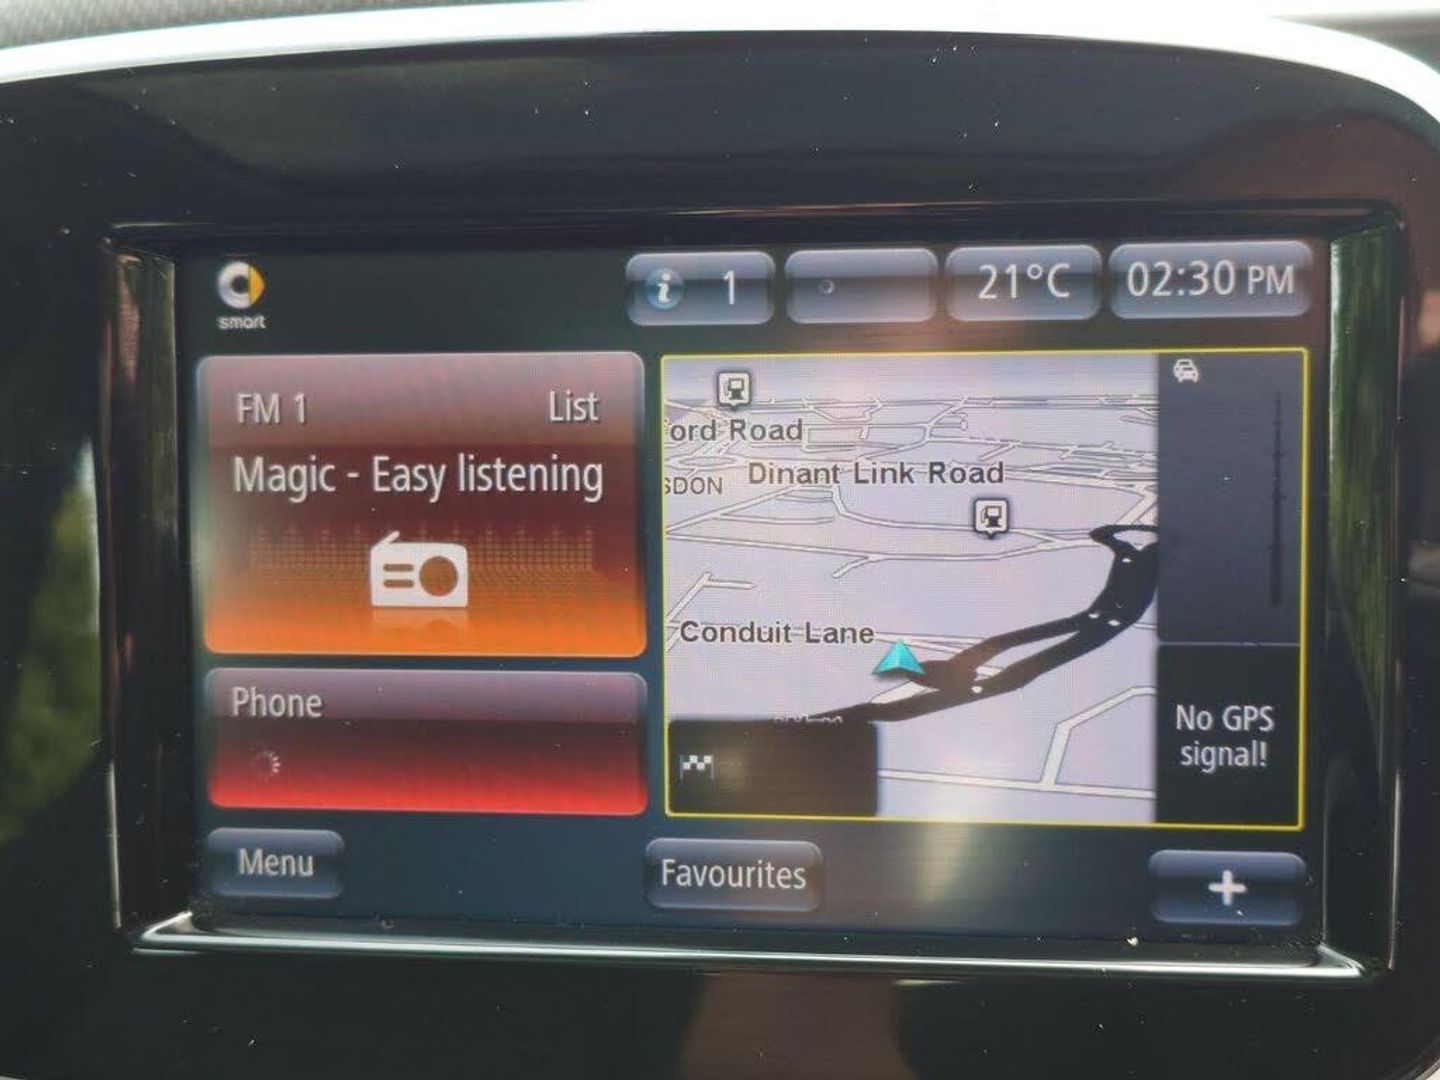 smart
1
21°C
02:30 PM
FM 1
List
Magic - Easy listening
Phone
ord Road
SDON
Dinant Link Road
Conduit Lane
No GPS
signal!
Menu
Favourites
+